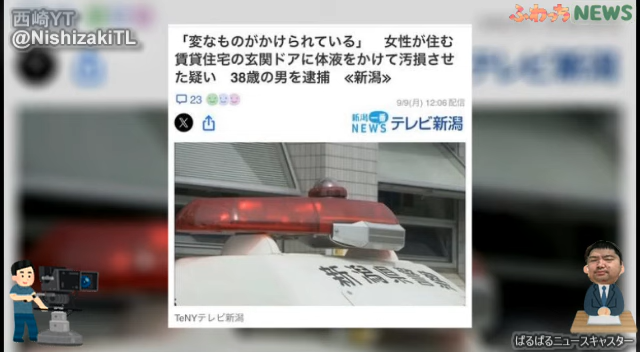 西崎YT
@NishizakiTL
ふわっちNEWS
「変なものがかけられている」　女性が住む
賃貸住宅の玄関ドアに体液をかけて汚損させ
た疑い　38歳の男を逮捕　≪新潟≫
23
9/9(月) 12:06 配信
新潟一番
NEWS テレビ新潟
新潟県警察
TeNYテレビ新潟
ぱるぱるニュースキャスター